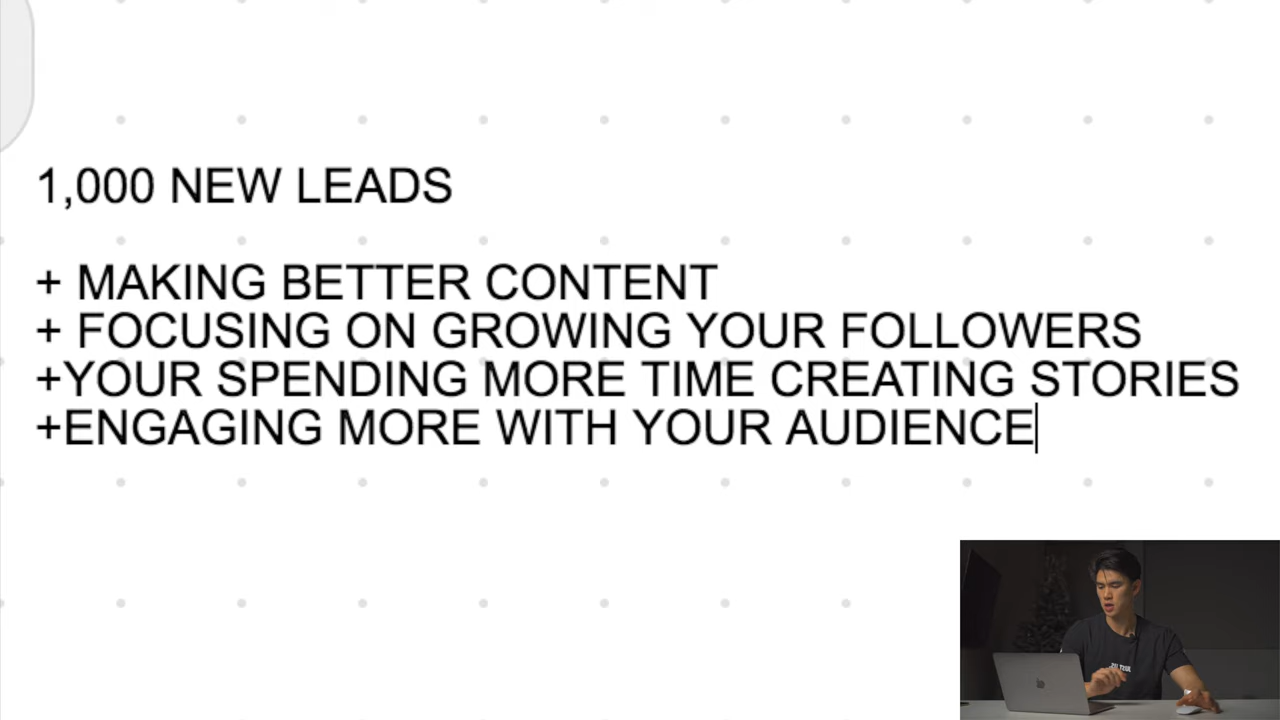 1,000 NEW LEADS
+ MAKING BETTER CONTENT
+ FOCUSING ON GROWING YOUR FOLLOWERS
+YOUR SPENDING MORE TIME CREATING STORIES
+ENGAGING MORE WITH YOUR AUDIENCE